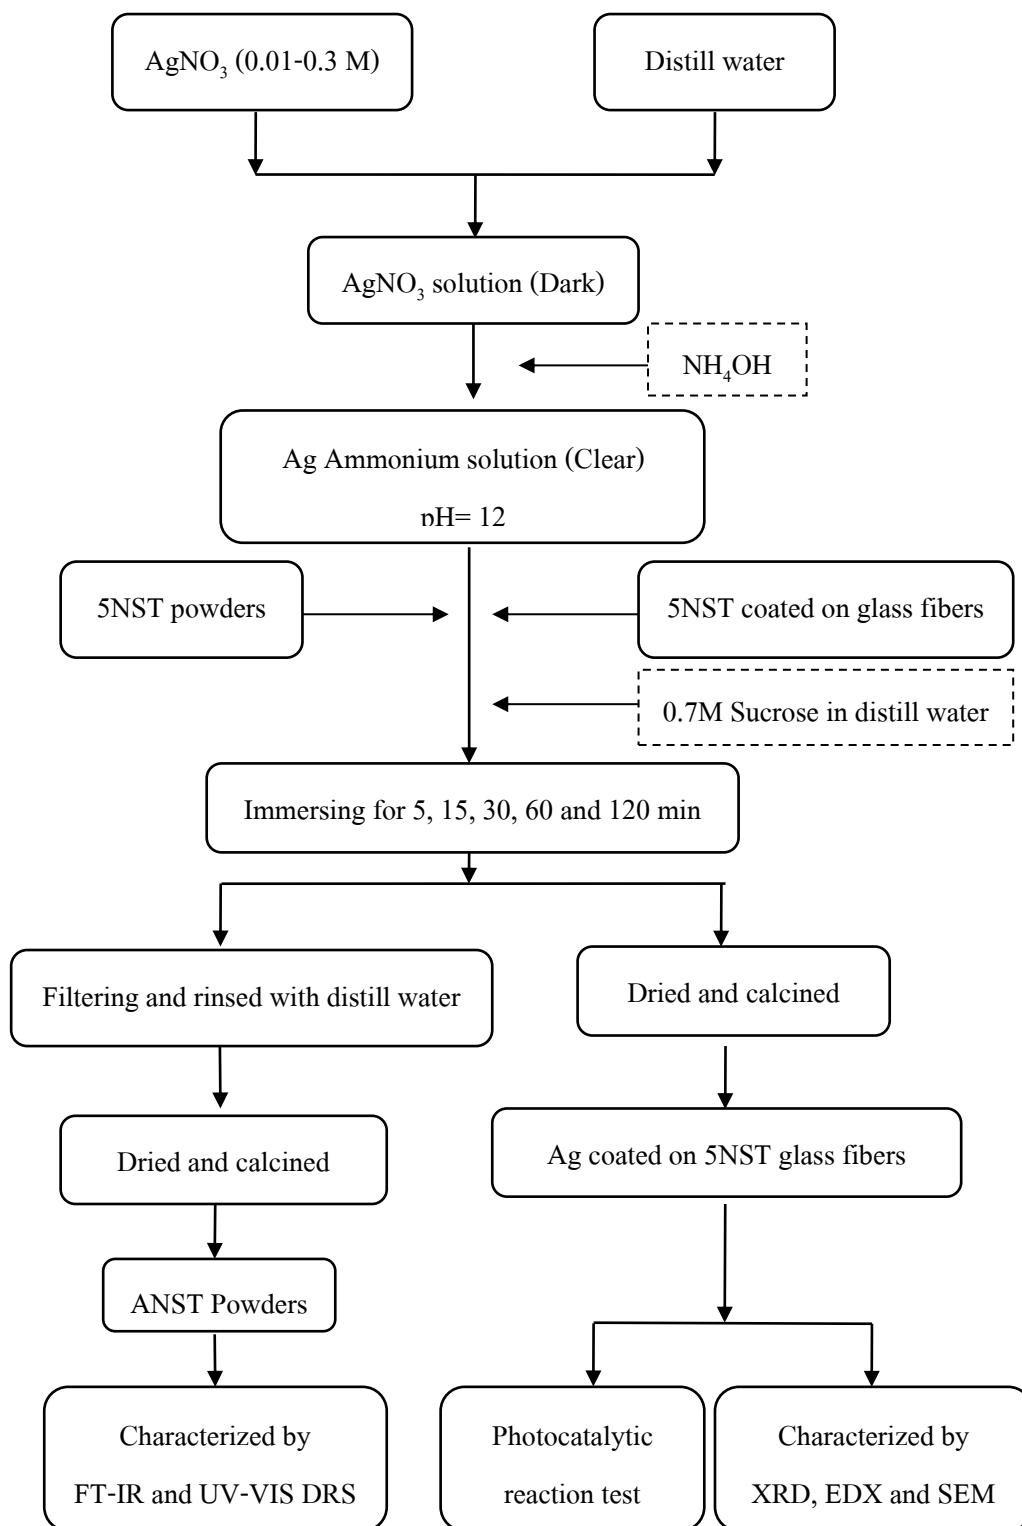 AgNO₃ (0.01-0.3 M)
Distill water
AgNO₃ solution (Dark)
NH₄OH
Ag Ammonium solution (Clear)
pH= 12
5NST powders
5NST coated on glass fibers
0.7M Sucrose in distill water
Immersing for 5, 15, 30, 60 and 120 min
Filtering and rinsed with distill water
Dried and calcined
Dried and calcined
Ag coated on 5NST glass fibers
ANST Powders
Characterized by
FT-IR and UV-VIS DRS
Photocatalytic
reaction test
Characterized by
XRD, EDX and SEM